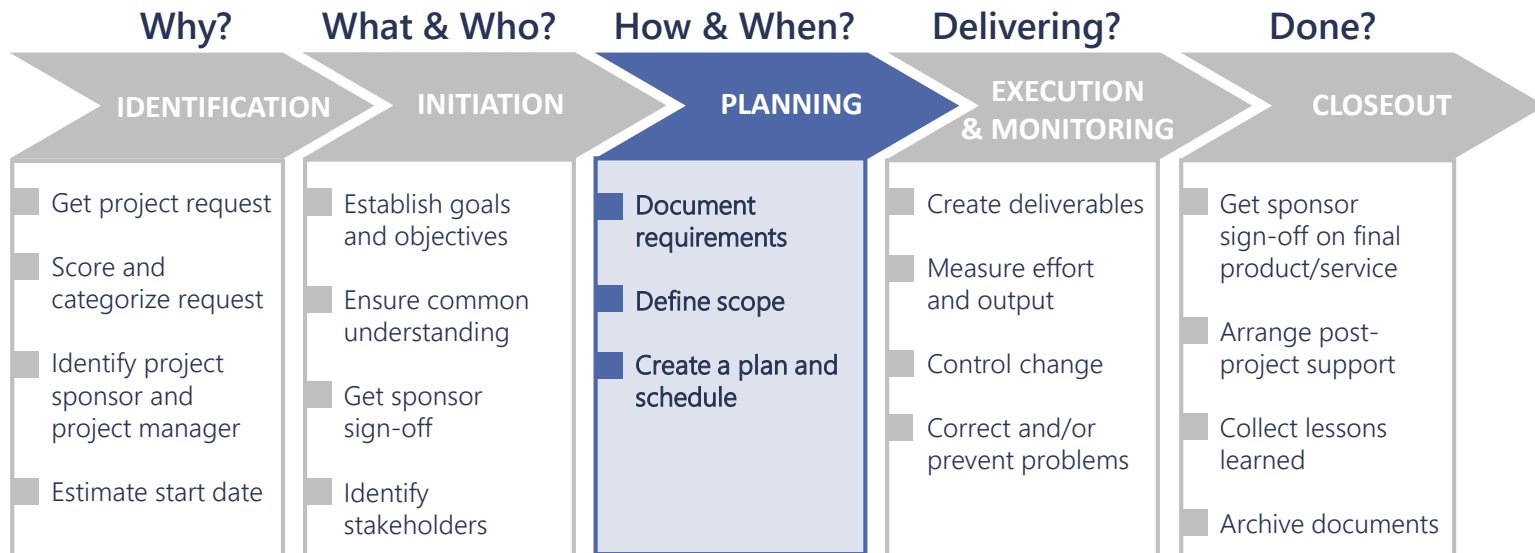 Why?
What & Who?
How & When?
Delivering?
Done?
IDENTIFICATION
INITIATION
PLANNING
EXECUTION
& MONITORING
CLOSEOUT
Get project request
Score and
categorize request
Identify project
sponsor and
project manager
Estimate start date
Establish goals
and objectives
Ensure common
understanding
Get sponsor
sign-off
Identify
stakeholders
Document
requirements
Define scope
Create a plan and
schedule
Create deliverables
Measure effort
and output
Control change
Correct and/or
prevent problems
Get sponsor
sign-off on final
product/service
Arrange post-
project support
Collect lessons
learned
Archive documents